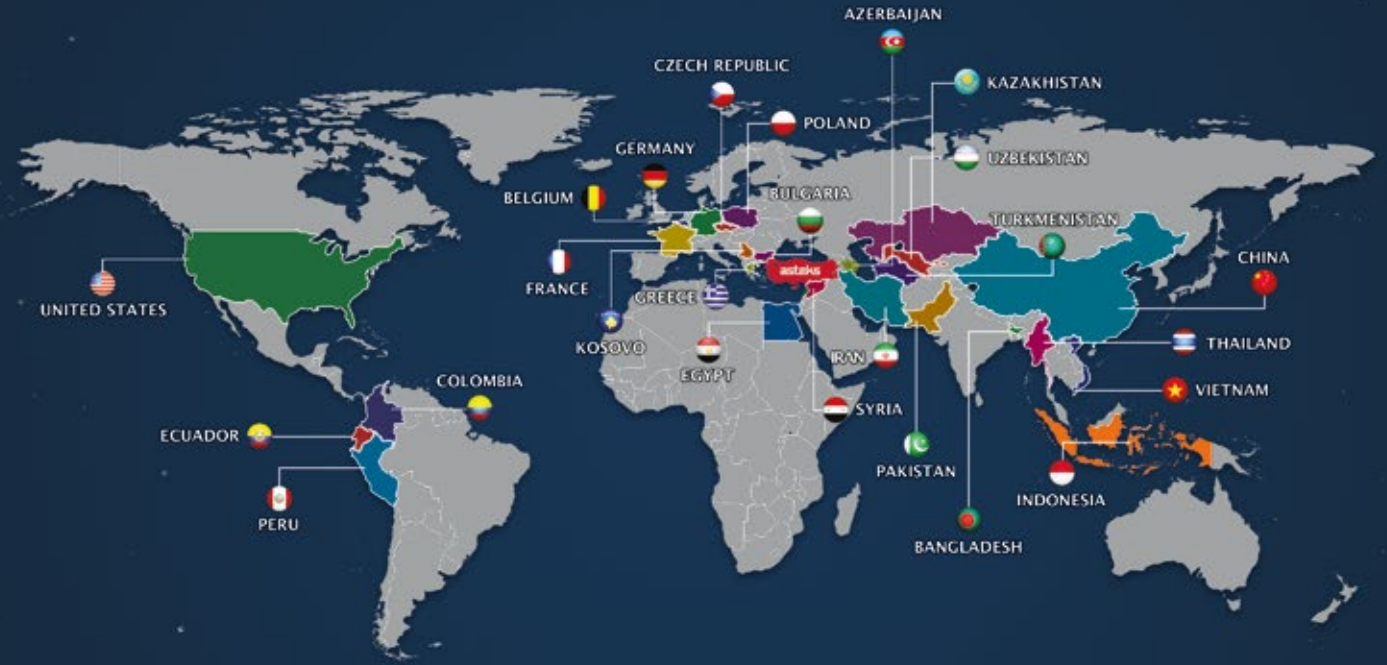 AZERBAIJAN
CZECH REPUBLIC
KAZAKHSTAN
POLAND
GERMANY
UZBEKISTAN
BELGIUM
BULGARIA
TURKMENISTAN
CHINA
astaks
FRANCE
GREECE
UNITED STATES
KOSOVO
IRAN
THAILAND
EGYPT
COLOMBIA
VIETNAM
SYRIA
ECUADOR
PAKISTAN
INDONESIA
PERU
BANGLADESH